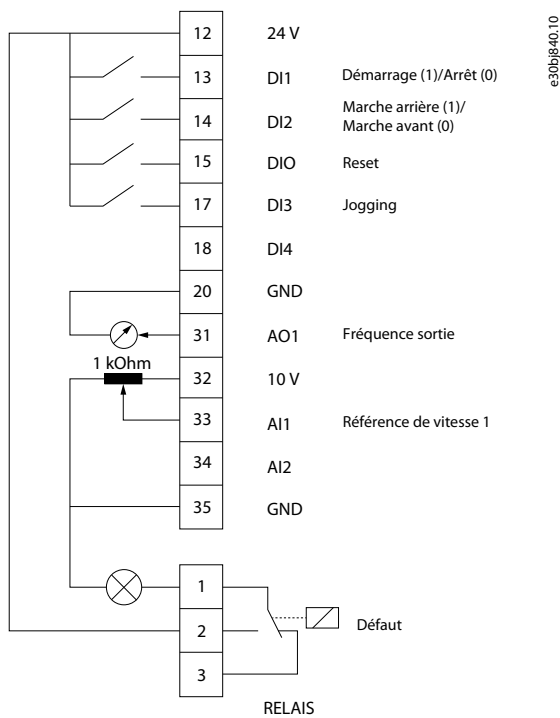 e30bj840.10
12 24 V
13 DI1 Démarrage (1)/Arrêt (0)
14 DI2 Marche arrière (1)/
Marche avant (0)
15 DIO Reset
17 DI3 Jogging
18 DI4
20 GND
31 AO1 Fréquence sortie
1 kOhm
32 10 V
33 AI1 Référence de vitesse 1
34 AI2
35 GND
1
2
Défaut
3
RELAIS